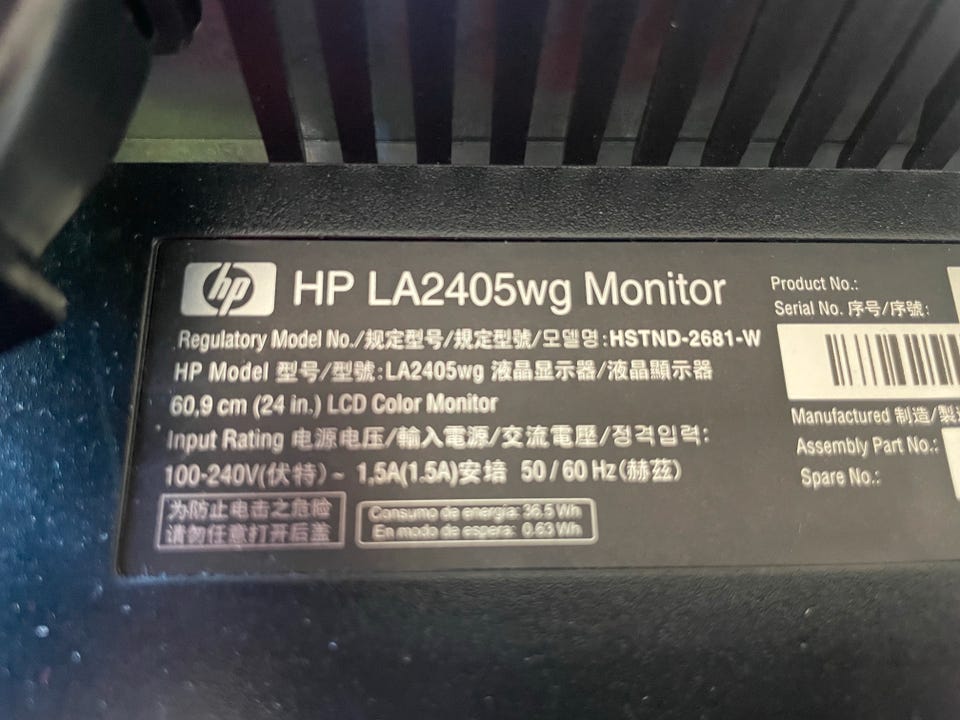 hp HP LA2405wg Monitor
Regulatory Model No./规定型号/規定型號/모델명:HSTND-2681-W
HP Model 型号/型號:LA2405wg 液晶显示器/液晶顯示器
60,9 cm (24 in.) LCD Color Monitor
Input Rating 电源电压/輸入電源/交流電壓/정격입력:
100-240V(伏特) ~ 1,5A(1.5A)安培 50 / 60 Hz(赫茲)
为防止电击之危险
请勿任意打开后盖
Consumo de energía: 36.5 Wh
En modo de espera: 0.63 Wh
Product No.:
Serial No. 序号/序號:
Manufactured 制造/製
Assembly Part No.:
Spare No.: